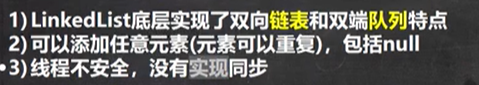 1) LinkedList底层实现了双向链表和双端队列特点
2) 可以添加任意元素(元素可以重复)，包括null
3) 线程不安全，没有实现同步